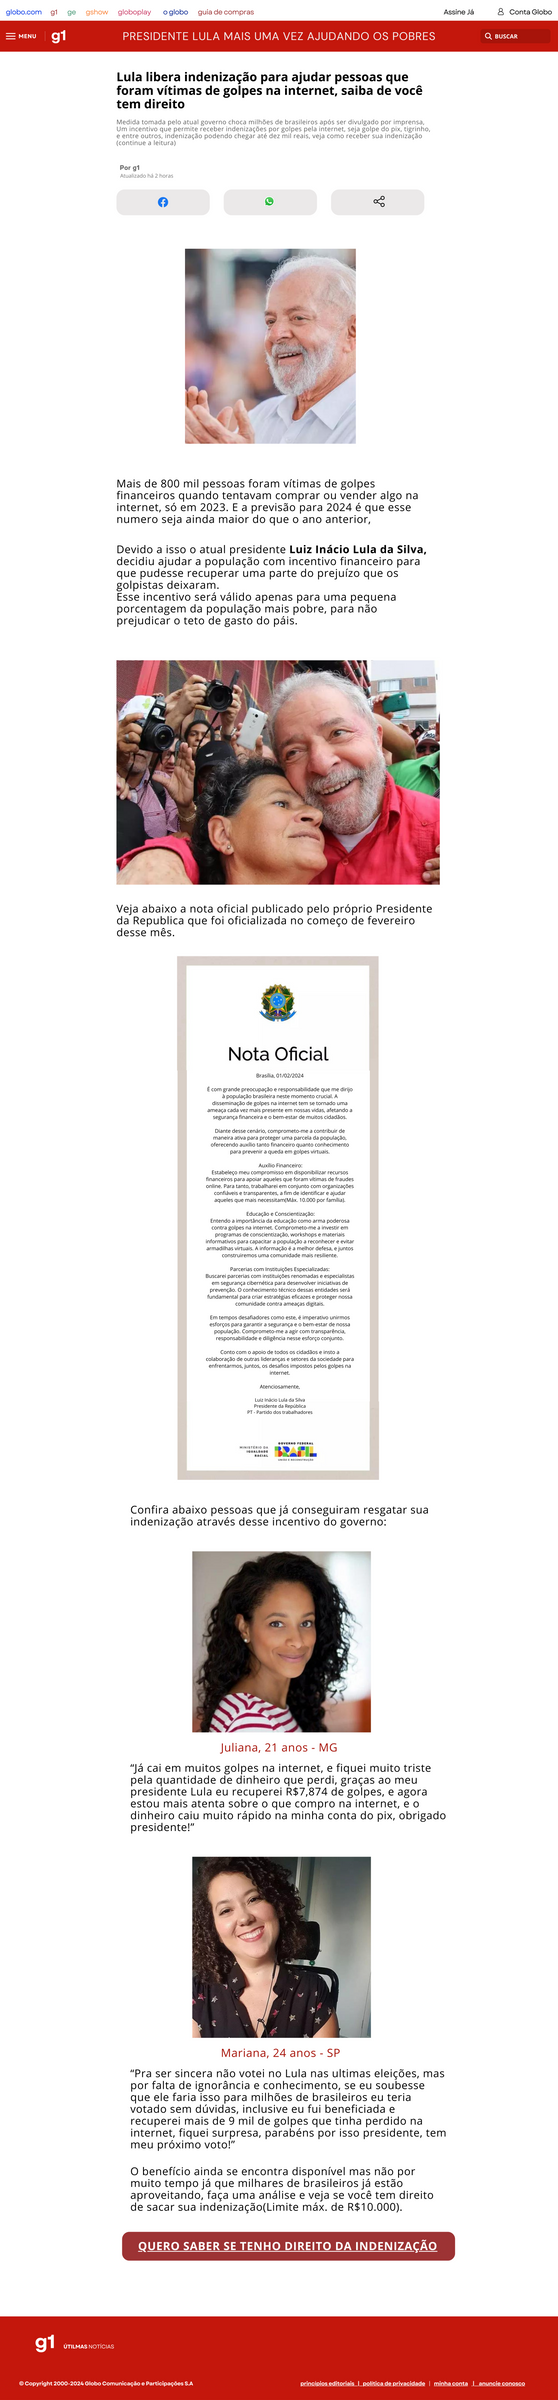 globo.com g1 ge gshow globoplay o globo guia de compras Assine Já Conta Globo
MENU g1 PRESIDENTE LULA MAIS UMA VEZ AJUDANDO OS POBRES BUSCAR
Lula libera indenização para ajudar pessoas que
foram vítimas de golpes na internet, saiba de você
tem direito
Medida tomada pelo atual governo choca milhões de brasileiros após ser divulgado por imprensa,
Um incentivo que permite receber indenizações por golpes pela internet, seja golpe do pix, tigrinho,
e entre outros, indenização podendo chegar até dez mil reais, veja como receber sua indenização
(continue a leitura)
Por g1
Atualizado há 2 horas
Mais de 800 mil pessoas foram vítimas de golpes
financeiros quando tentavam comprar ou vender algo na
internet, só em 2023. E a previsão para 2024 é que esse
numero seja ainda maior do que o ano anterior,
Devido a isso o atual presidente Luiz Inácio Lula da Silva,
decidiu ajudar a população com incentivo financeiro para
que pudesse recuperar uma parte do prejuízo que os
golpistas deixaram.
Esse incentivo será válido apenas para uma pequena
porcentagem da população mais pobre, para não
prejudicar o teto de gasto do páis.
Veja abaixo a nota oficial publicado pelo próprio Presidente
da Republica que foi oficializada no começo de fevereiro
desse mês.
Nota Oficial
Brasília, 01/02/2024
É com grande preocupação e responsabilidade que me dirijo
à população brasileira neste momento crucial. A
disseminação de golpes na internet tem se tornado uma
ameaça cada vez mais presente em nossas vidas, afetando a
segurança financeira e o bem-estar de muitos cidadãos.
Diante desse cenário, comprometo-me a contribuir de
maneira ativa para proteger uma parcela da população,
oferecendo auxílio tanto financeiro quanto conhecimento
para prevenir a queda em golpes virtuais.
Auxílio Financeiro:
Estabeleço meu compromisso em disponibilizar recursos
financeiros para apoiar aqueles que foram vítimas de fraudes
online. Para tanto, trabalharei em conjunto com organizações
confiáveis e transparentes, a fim de identificar e ajudar
aqueles que mais necessitam(Máx. 10.000 por família).
Educação e Conscientização:
Entendo a importância da educação como arma poderosa
contra golpes na internet. Comprometo-me a investir em
programas de conscientização, workshops e materiais
informativos para capacitar a população a reconhecer e evitar
armadilhas virtuais. A informação é a melhor defesa, e juntos
construiremos uma comunidade mais resiliente.
Parcerias com Instituições Especializadas:
Buscarei parcerias com instituições renomadas e especialistas
em segurança cibernética para desenvolver iniciativas de
prevenção. O conhecimento técnico dessas entidades será
fundamental para criar estratégias eficazes e proteger nossa
comunidade contra ameaças digitais.
Em tempos desafiadores como este, é imperativo unirmos
esforços para garantir a segurança e o bem-estar de nossa
população. Comprometo-me a agir com transparência,
responsabilidade e diligência nesse esforço conjunto.
Conto com o apoio de todos os cidadãos e insto a
colaboração de outras lideranças e setores da sociedade para
enfrentarmos, juntos, os desafios impostos pelos golpes na
internet.
Atenciosamente,
Luiz Inácio Lula da Silva
Presidente da República
PT - Partido dos trabalhadores
MINISTÉRIO DA
IGUALDADE
RACIAL
GOVERNO FEDERAL
BRASIL
UNIÃO E RECONSTRUÇÃO
Confira abaixo pessoas que já conseguiram resgatar sua
indenização através desse incentivo do governo:
Juliana, 21 anos - MG
“Já cai em muitos golpes na internet, e fiquei muito triste
pela quantidade de dinheiro que perdi, graças ao meu
presidente Lula eu recuperei R$7,874 de golpes, e agora
estou mais atenta sobre o que compro na internet, e o
dinheiro caiu muito rápido na minha conta do pix, obrigado
presidente!”
Mariana, 24 anos - SP
“Pra ser sincera não votei no Lula nas ultimas eleições, mas
por falta de ignorância e conhecimento, se eu soubesse
que ele faria isso para milhões de brasileiros eu teria
votado sem dúvidas, inclusive eu fui beneficiada e
recuperei mais de 9 mil de golpes que tinha perdido na
internet, fiquei surpresa, parabéns por isso presidente, tem
meu próximo voto!”
O benefício ainda se encontra disponível mas não por
muito tempo já que milhares de brasileiros já estão
aproveitando, faça uma análise e veja se você tem direito
de sacar sua indenização(Limite máx. de R$10.000).
QUERO SABER SE TENHO DIREITO DA INDENIZAÇÃO
g1 ÚTILMAS NOTÍCIAS
© Copyright 2000-2024 Globo Comunicação e Participações S.A princípios editoriais | política de privacidade | minha conta | anuncie conosco